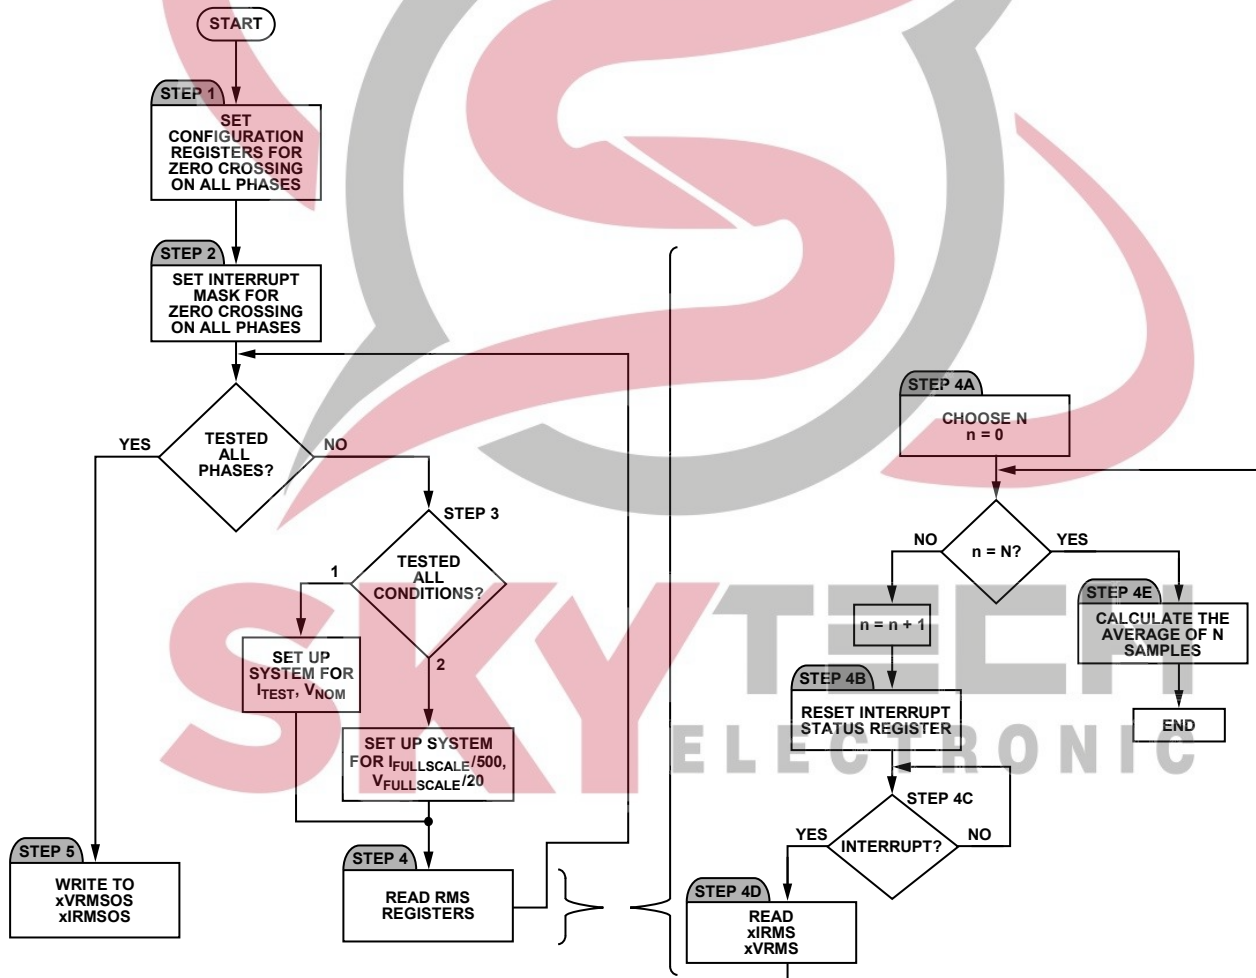 START
STEP 1
SET
CONFIGURATION
REGISTERS FOR
ZERO CROSSING
ON ALL PHASES
STEP 2
SET INTERRUPT
MASK FOR
ZERO CROSSING
ON ALL PHASES
YES
TESTED
ALL
PHASES?
NO
STEP 3
TESTED
ALL
CONDITIONS?
1
2
SET UP
SYSTEM FOR
ITEST, VNOM
SET UP SYSTEM
FOR IFULLSCALE/500,
VFULLSCALE/20
STEP 4
READ RMS
REGISTERS
STEP 5
WRITE TO
xVRMSOS
xIRMSOS
STEP 4A
CHOOSE N
n = 0
NO
n = N?
YES
n = n + 1
STEP 4E
CALCULATE THE
AVERAGE OF N
SAMPLES
END
STEP 4B
RESET INTERRUPT
STATUS REGISTER
STEP 4C
YES
INTERRUPT?
NO
STEP 4D
READ
xIRMS
xVRMS
SKYTECH
ELECTRONIC